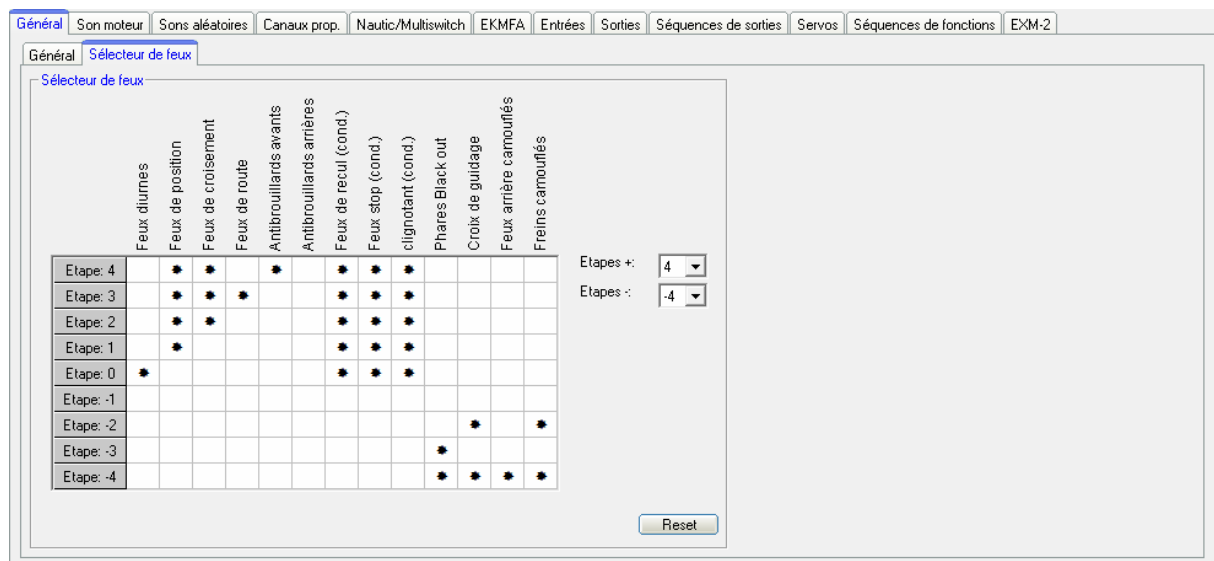 Général Son moteur Sons aléatoires Canaux prop. Nautic/Multiswitch EKMFA Entrées Sorties Séquences de sorties Servos Séquences de fonctions EXM-2
Général Sélecteur de feux
Sélecteur de feux
Feux diurnes
Feux de position
Feux de croisement
Feux de route
Antibrouillards avants
Antibrouillards arrières
Feux de recul (cond.)
Feux stop (cond.)
clignotant (cond.)
Phares Black out
Croix de guidage
Feux arrière camouflés
Freins camouflés
Etape: 4
Etape: 3
Etape: 2
Etape: 1
Etape: 0
Etape: -1
Etape: -2
Etape: -3
Etape: -4
Etapes +: 4
Etapes -: -4
Reset